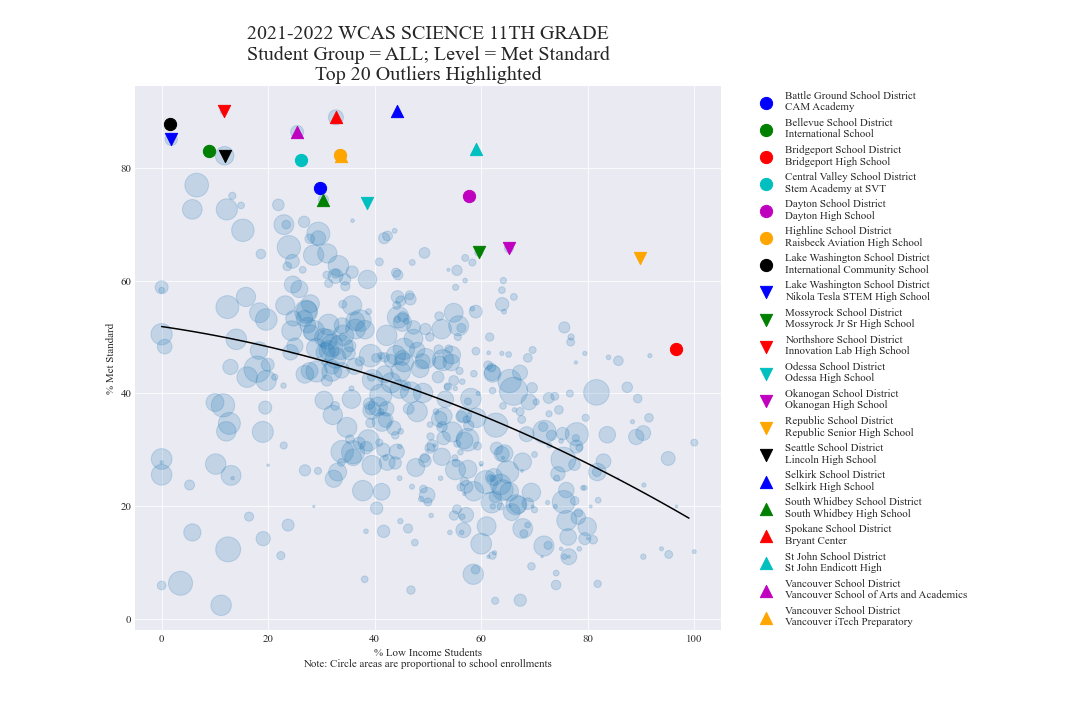 2021-2022 WCAS SCIENCE 11TH GRADE
Student Group = ALL; Level = Met Standard
Top 20 Outliers Highlighted
% Met Standard
80
60
40
20
0
0 20 40 60 80 100
% Low Income Students
Note: Circle areas are proportional to school enrollments
Battle Ground School District
CAM Academy
Bellevue School District
International School
Bridgeport School District
Bridgeport High School
Central Valley School District
Stem Academy at SVT
Dayton School District
Dayton High School
Highline School District
Raisbeck Aviation High School
Lake Washington School District
International Community School
Lake Washington School District
Nikola Tesla STEM High School
Mossyrock School District
Mossyrock Jr Sr High School
Northshore School District
Innovation Lab High School
Odessa School District
Odessa High School
Okanogan School District
Okanogan High School
Republic School District
Republic Senior High School
Seattle School District
Lincoln High School
Selkirk School District
Selkirk High School
South Whidbey School District
South Whidbey High School
Spokane School District
Bryant Center
St John School District
St John Endicott High
Vancouver School District
Vancouver School of Arts and Academics
Vancouver School District
Vancouver iTech Preparatory